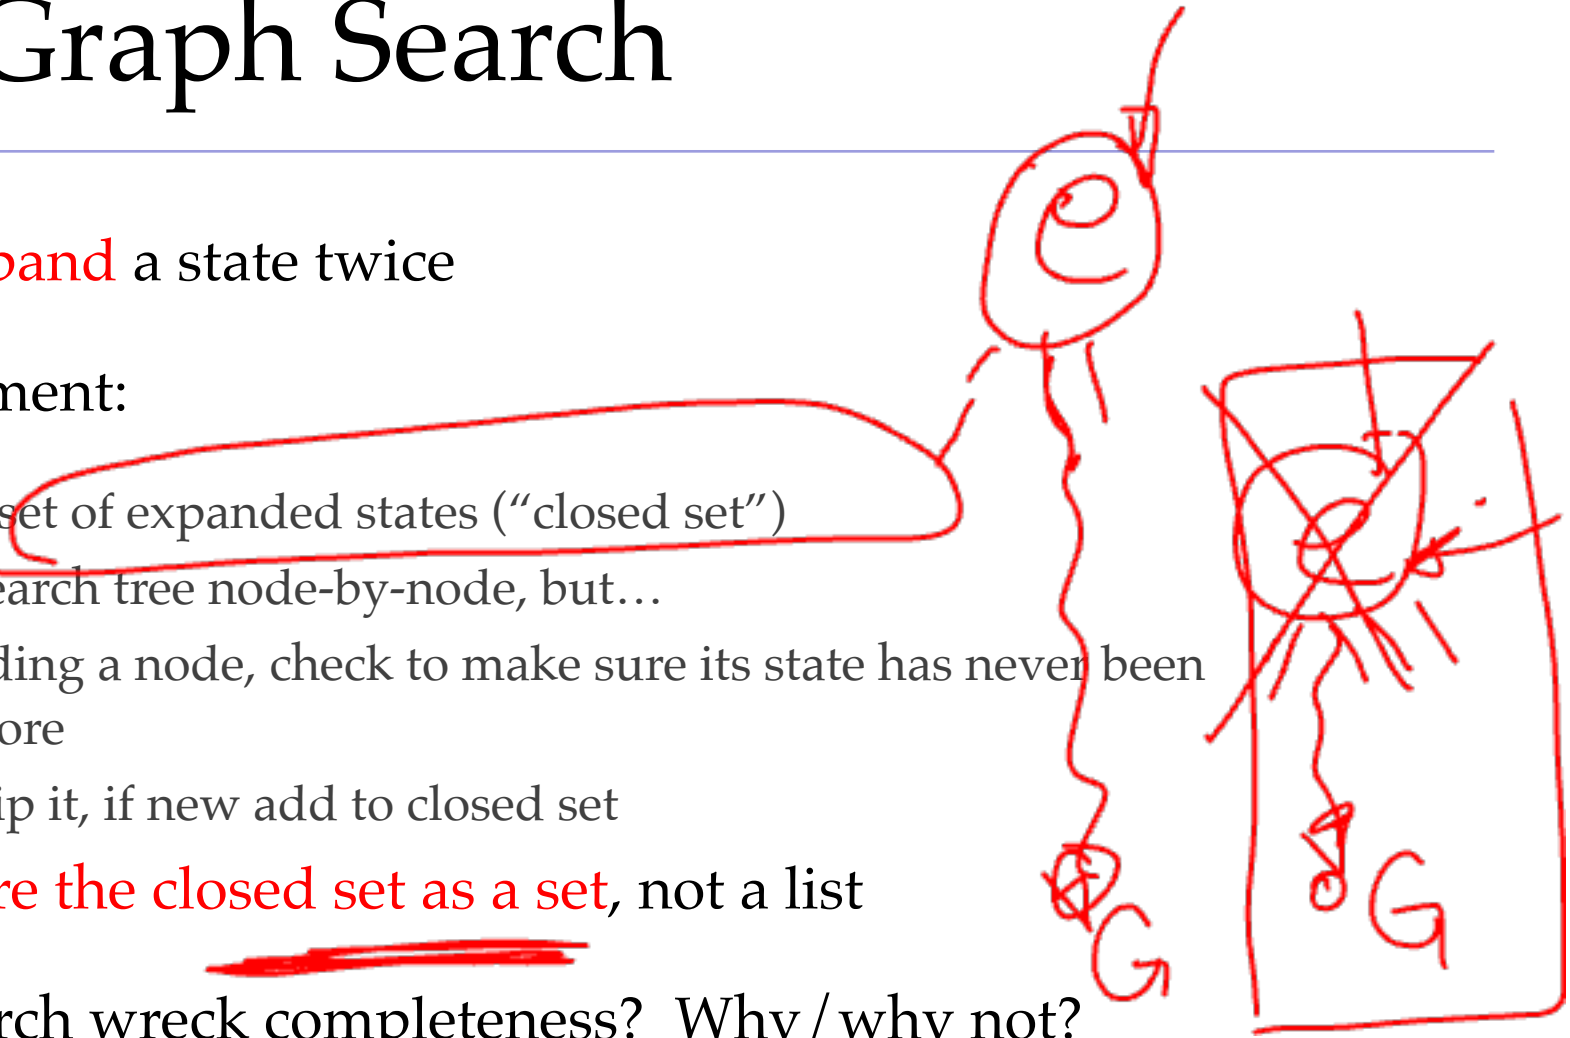 Graph Search
pand a state twice
ment:
set of expanded states (“closed set”)
earch tree node-by-node, but…
ding a node, check to make sure its state has never been
ore
ip it, if new add to closed set
re the closed set as a set, not a list
rch wreck completeness? Why/why not?
e
e
G
G